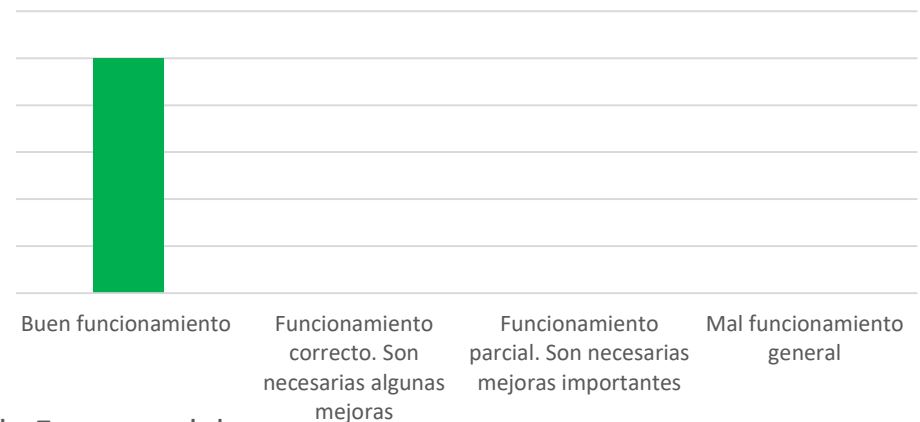 Buen funcionamiento
Funcionamiento
correcto. Son
necesarias algunas
mejoras
Funcionamiento
parcial. Son necesarias
mejoras importantes
Mal funcionamiento
general